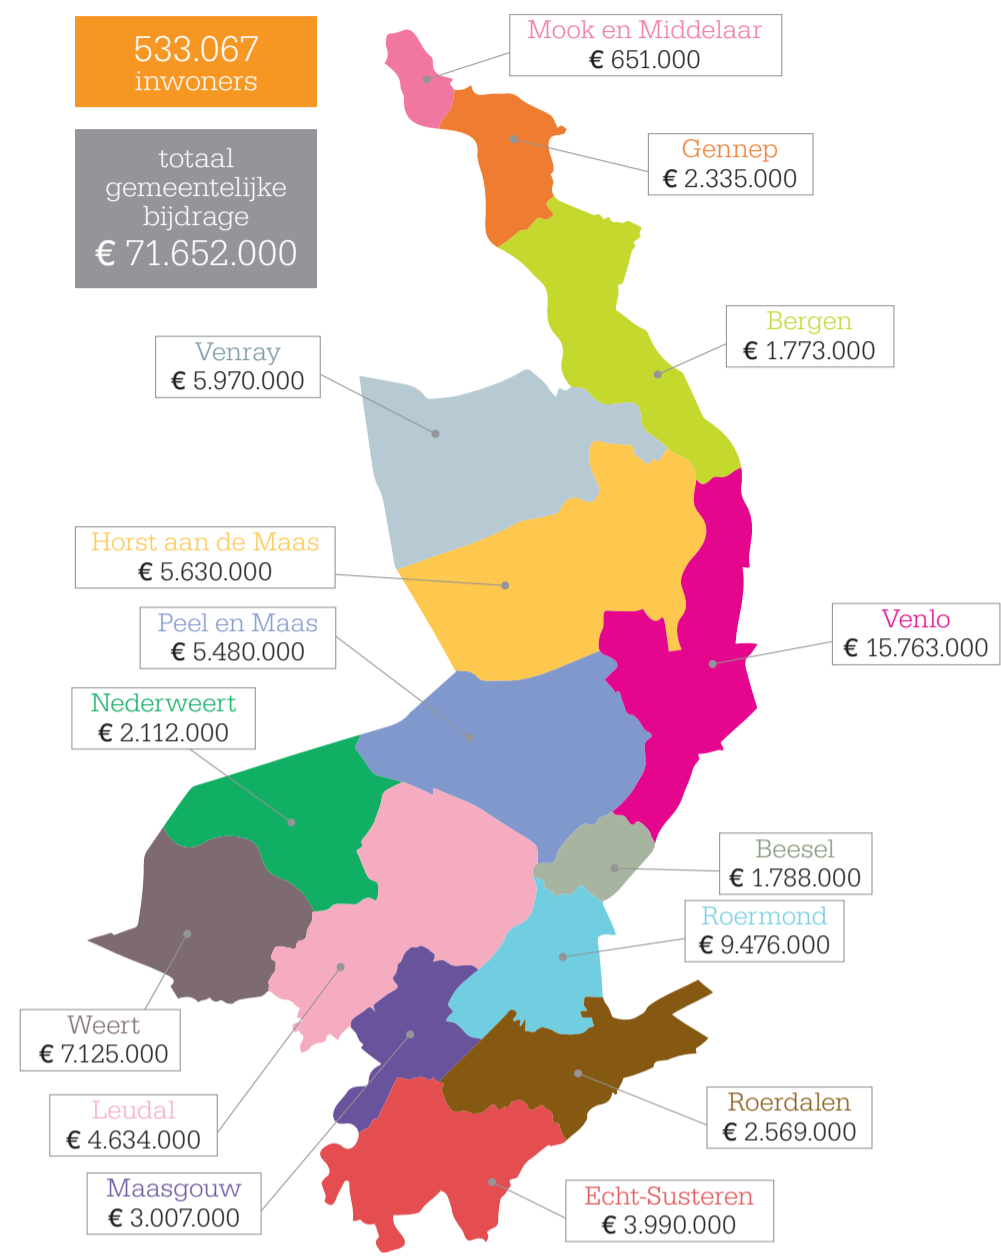 533.067
inwoners
totaal
gemeentelijke
bijdrage
€ 71.652.000
Mook en Middelaar
€ 651.000
Gennep
€ 2.335.000
Bergen
€ 1.773.000
Venray
€ 5.970.000
Horst aan de Maas
€ 5.630.000
Peel en Maas
€ 5.480.000
Venlo
€ 15.763.000
Nederweert
€ 2.112.000
Beesel
€ 1.788.000
Roermond
€ 9.476.000
Weert
€ 7.125.000
Leudal
€ 4.634.000
Roerdalen
€ 2.569.000
Maasgouw
€ 3.007.000
Echt-Susteren
€ 3.990.000